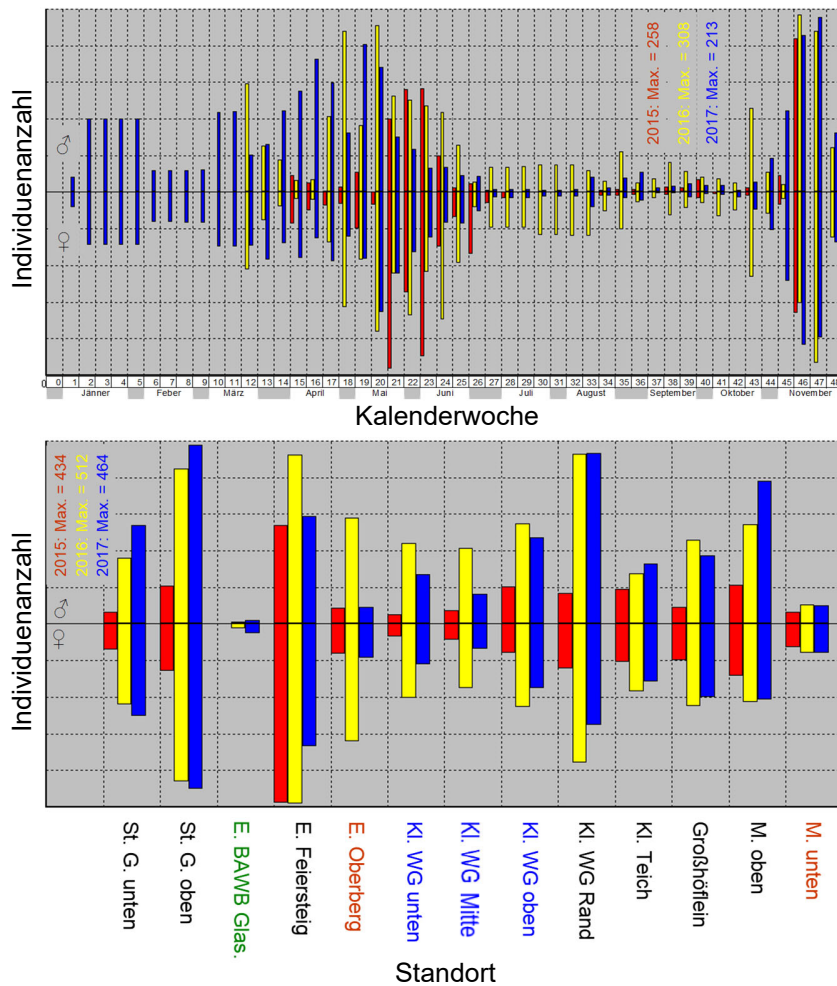 Individuenanzahl
♂
♀
2015: Max. = 258
2016: Max. = 308
2017: Max. = 213
0 0 1 2 3 4 5 6 7 8 9 10 11 12 13 14 15 16 17 18 19 20 21 22 23 24 25 26 27 28 29 30 31 32 33 34 35 36 37 38 39 40 41 42 43 44 45 46 47 48
Jänner Feber März April Mai Juni Juli August September Oktober November
Kalenderwoche
Individuenanzahl
♂
♀
2015: Max. = 434
2016: Max. = 512
2017: Max. = 464
St. G. unten
St. G. oben
E. BAWB Glas.
E. Feiersteig
E. Oberberg
Kl. WG unten
Kl. WG Mitte
Kl. WG oben
Kl. WG Rand
Kl. Teich
Großhöflein
M. oben
M. unten
Standort